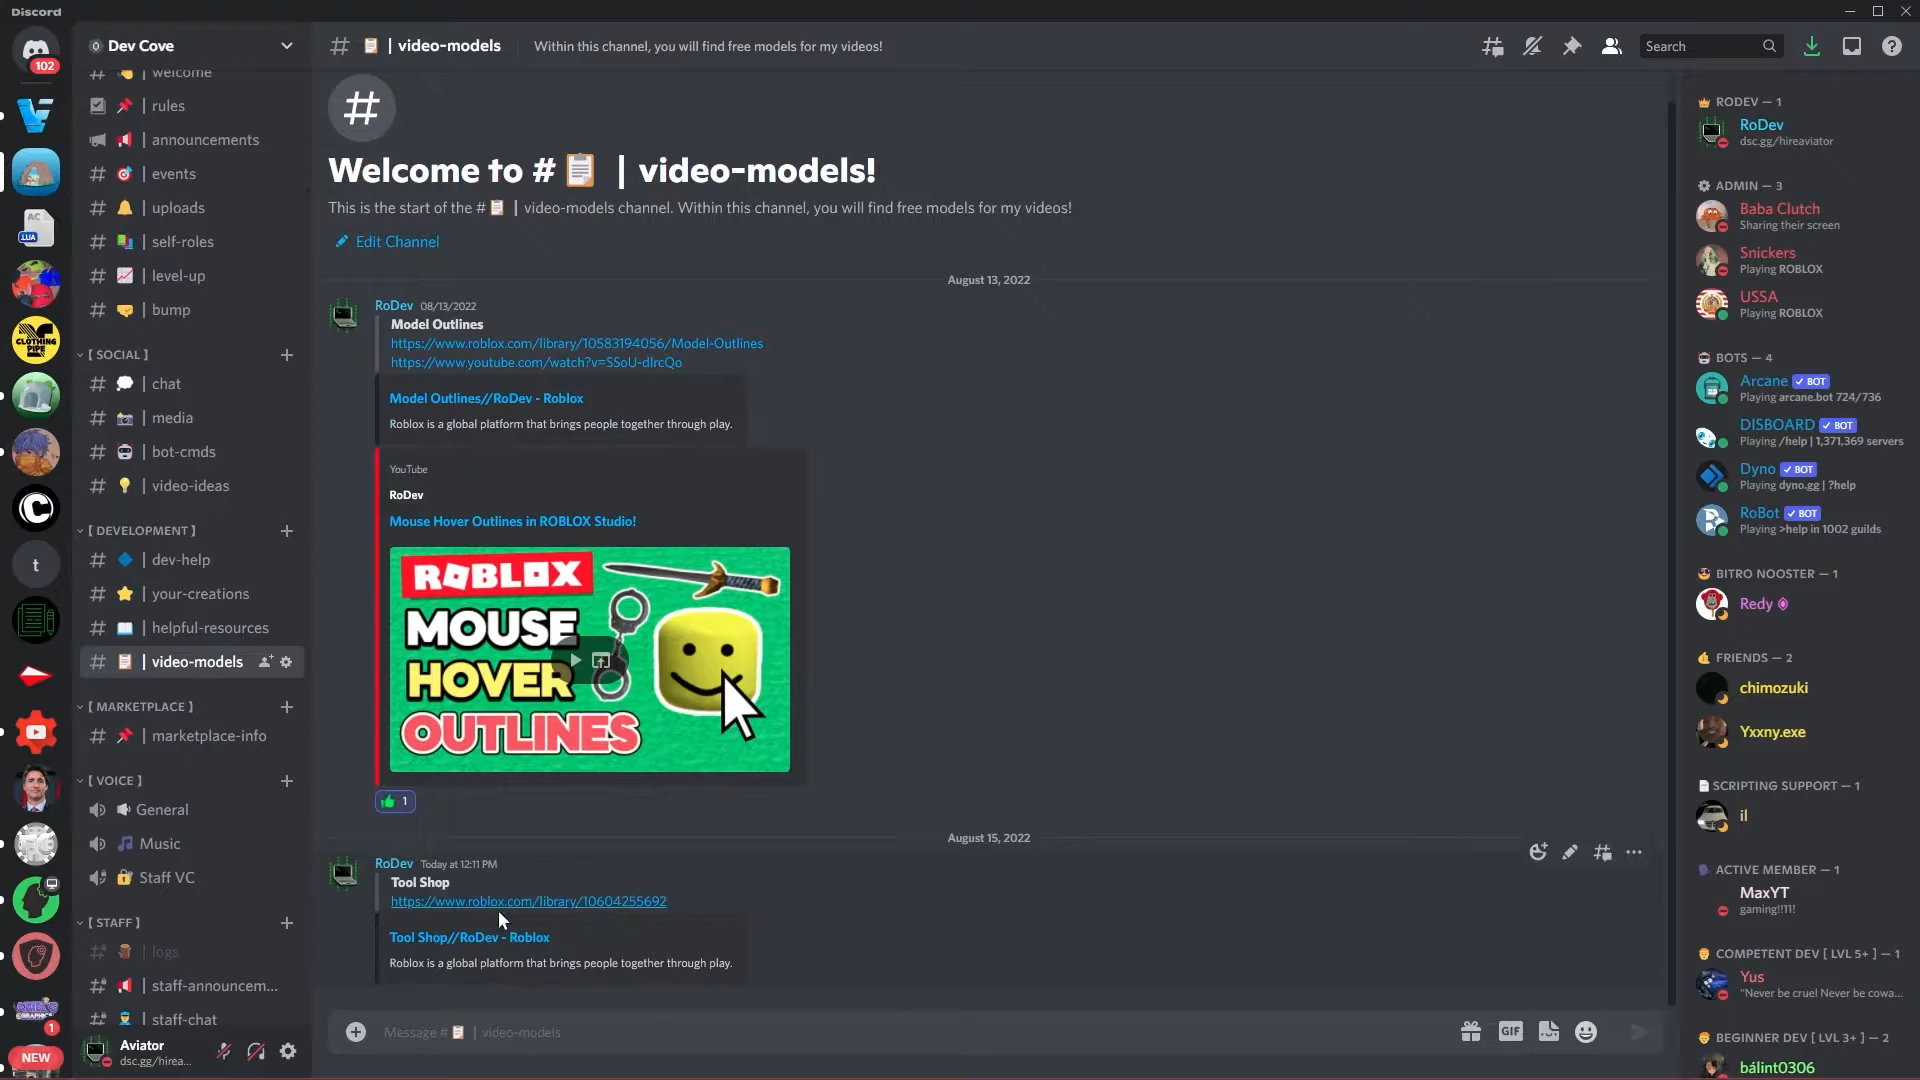 Discord
102
AC
LUA
CLOTHING
PIPE
t
1
NEW
Dev Cove
| welcome
| rules
| announcements
| events
| uploads
| self-roles
| level-up
| bump
[ SOCIAL ]
| chat
| media
| bot-cmds
| video-ideas
[ DEVELOPMENT ]
| dev-help
| your-creations
| helpful-resources
| video-models
[ MARKETPLACE ]
| marketplace-info
[ VOICE ]
General
Music
Staff VC
[ STAFF ]
| logs
| staff-announcem...
| staff-chat
Aviator
dsc.gg/hirea...
# 📋 | video-models
Within this channel, you will find free models for my videos!
Search
Welcome to # 📋 | video-models!
This is the start of the # 📋 | video-models channel. Within this channel, you will find free models for my videos!
Edit Channel
August 13, 2022
RoDev 08/13/2022
Model Outlines
https://www.roblox.com/library/10583194056/Model-Outlines
https://www.youtube.com/watch?v=SSoU-dIrcQo
Model Outlines//RoDev - Roblox
Roblox is a global platform that brings people together through play.
YouTube
RoDev
Mouse Hover Outlines in ROBLOX Studio!
ROBLOX
MOUSE
HOVER
OUTLINES
1
August 15, 2022
RoDev Today at 12:11 PM
Tool Shop
https://www.roblox.com/library/10604255692
Tool Shop//RoDev - Roblox
Roblox is a global platform that brings people together through play.
Message # 📋 | video-models
GIF
RODEV — 1
RoDev
dsc.gg/hireaviator
ADMIN — 3
Baba Clutch
Sharing their screen
Snickers
Playing ROBLOX
USSA
Playing ROBLOX
BOTS — 4
Arcane ✓ BOT
Playing arcane.bot 724/736
DISBOARD ✓ BOT
Playing /help | 1,371,369 servers
Dyno ✓ BOT
Playing dyno.gg | ?help
RoBot ✓ BOT
Playing >help in 1002 guilds
BITRO NOOSTER — 1
Redy
FRIENDS — 2
chimozuki
Yxxny.exe
SCRIPTING SUPPORT — 1
il
ACTIVE MEMBER — 1
MaxYT
gaming!!11!
COMPETENT DEV [ LVL 5+ ] — 1
Yus
"Never be cruel Never be cowa...
BEGINNER DEV [ LVL 3+ ] — 2
bálint0306